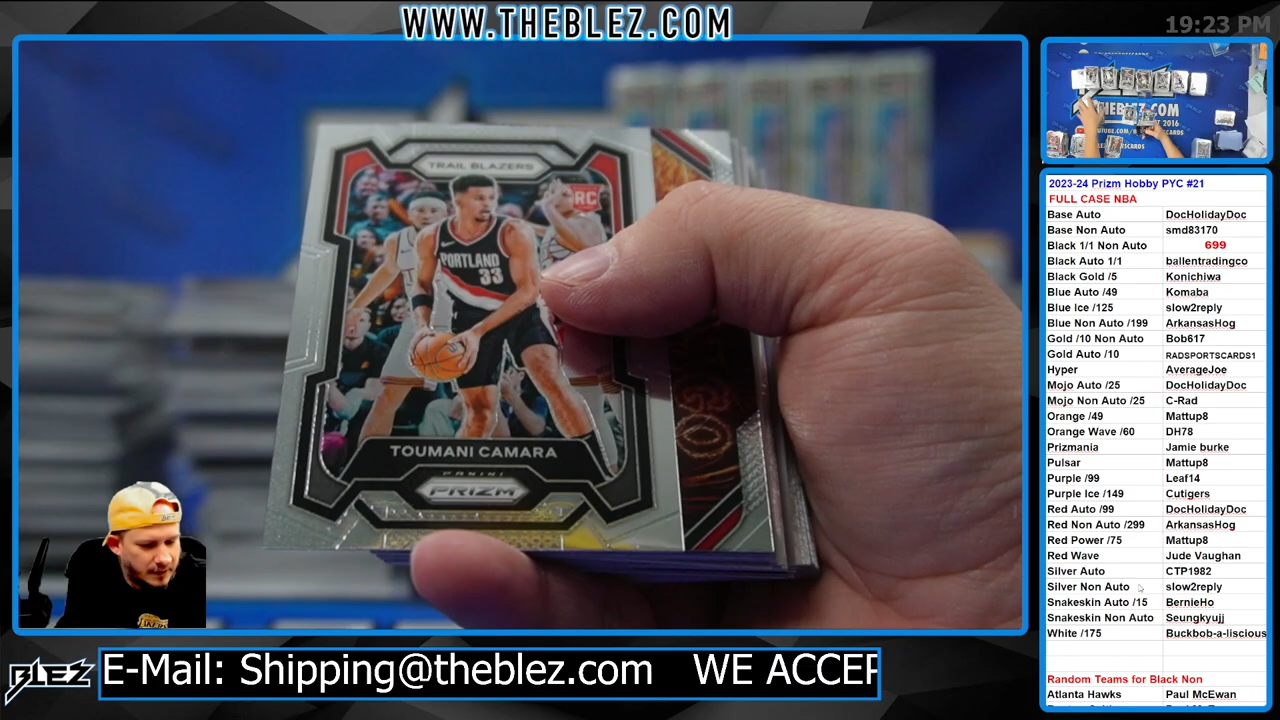 WWW.THEBLEZ.COM
19:23 PM
TRAIL BLAZERS
RC
PORTLAND
33
TOUMANI CAMARA
PANINI
PRIZM
THEBLEZ.COM
2023-24 Prizm Hobby PYC #21
FULL CASE NBA
Base Auto DocHolidayDoc
Base Non Auto smd83170
Black 1/1 Non Auto 699
Black Auto 1/1 ballentradingco
Black Gold /5 Konichiwa
Blue Auto /49 Komaba
Blue ice /125 slow2reply
Blue Non Auto /199 ArkansasHog
Gold /10 Non Auto Bob617
Gold Auto /10 RADSPORTSCARDS1
Hyper AverageJoe
Mojo Auto /25 DocHolidayDoc
Mojo Non Auto /25 C-Rad
Orange /49 Mattup8
Orange Wave /60 DH78
Prizmania Jamie burke
Pulsar Mattup8
Purple /99 Leaf14
Purple Ice /149 Cutigers
Red Auto /99 DocHolidayDoc
Red Non Auto /299 ArkansasHog
Red Power /75 Mattup8
Red Wave Jude Vaughan
Silver Auto CTP1982
Silver Non Auto slow2reply
Snakeskin Auto /15 BernieHo
Snakeskin Non Auto Seungkyujj
White /175 Buckbob-a-liscious
Random Teams for Black Non
Atlanta Hawks Paul McEwan
BLEZ
E-Mail: Shipping@theblez.com WE ACCEP